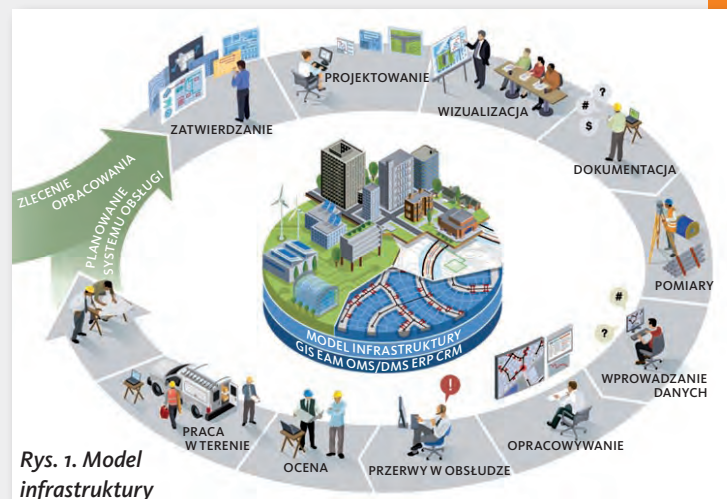 PROJEKTOWANIE
ZATWIERDZANIE
WIZUALIZACJA
?
#
$
DOKUMENTACJA
ZLECENIE
OPRACOWANIA
PLANOWANIE
SYSTEMU OBSŁUGI
POMIARY
MODEL INFRASTRUKTURY
GIS EAM OMS/DMS ERP CRM
#
?
WPROWADZANIE
DANYCH
!
OPRACOWYWANIE
PRZERWY W OBSŁUDZE
OCENA
PRACA
W TERENIE
Rys. 1. Model
infrastruktury